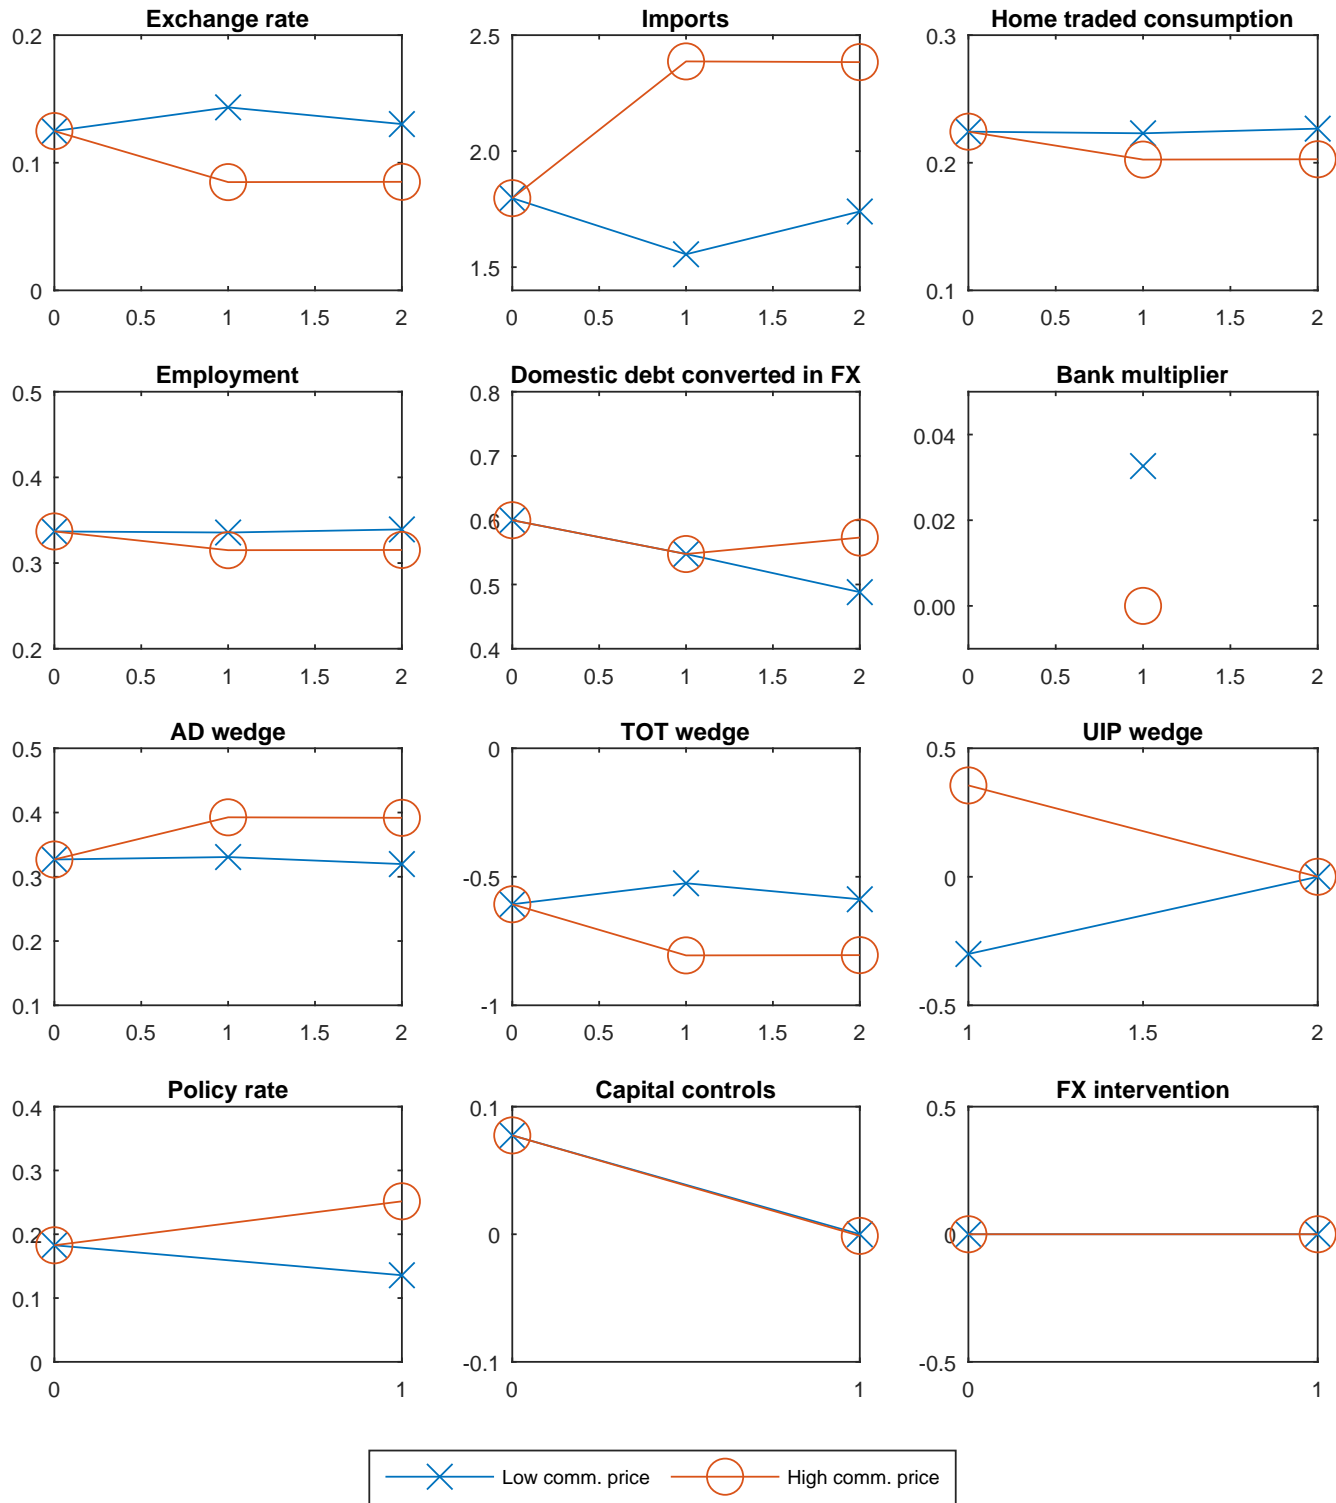 Exchange rate
0.2
0.1
0
0 0.5 1 1.5 2
Imports
2.5
2.0
1.5
0 0.5 1 1.5 2
Home traded consumption
0.3
0.2
0.1
0 0.5 1 1.5 2
Employment
0.5
0.4
0.3
0.2
0 0.5 1 1.5 2
Domestic debt converted in FX
0.8
0.7
0.6
0.5
0.4
0 0.5 1 1.5 2
Bank multiplier
0.04
0.02
0.00
0 0.5 1 1.5 2
AD wedge
0.5
0.4
0.3
0.2
0.1
0 0.5 1 1.5 2
TOT wedge
0
-0.5
-1
0 0.5 1 1.5 2
UIP wedge
0.5
0
-0.5
1 1.5 2
Policy rate
0.4
0.3
0.2
0.1
0
0 1
Capital controls
0.1
0
-0.1
0 1
FX intervention
0.5
0
-0.5
0 1
Low comm. price High comm. price